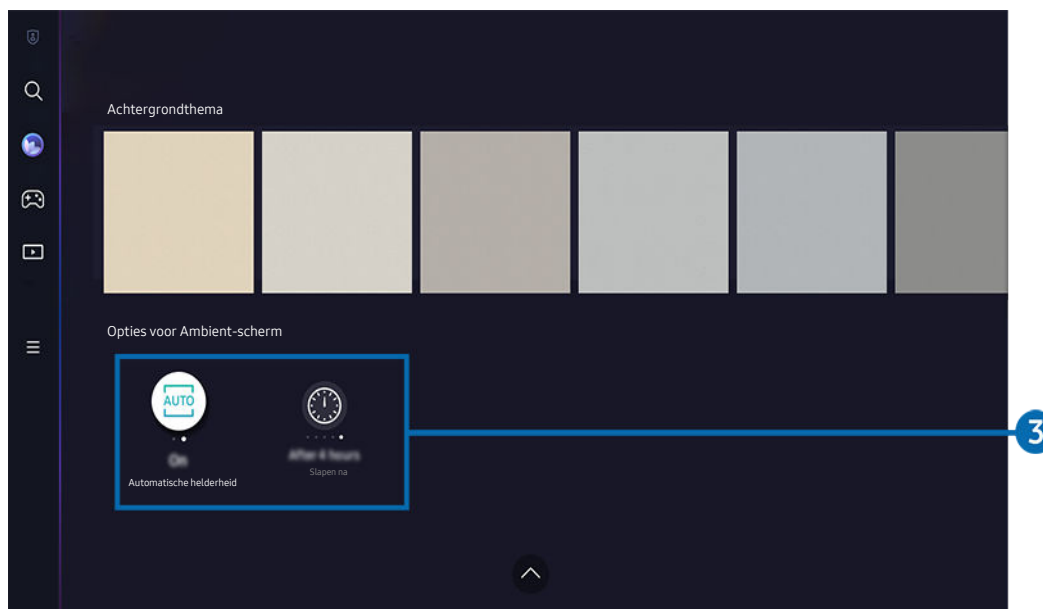 Achtergrondthema
Opties voor Ambient-scherm
AUTO
On
After 4 hours
Automatische helderheid
Slapen na
3